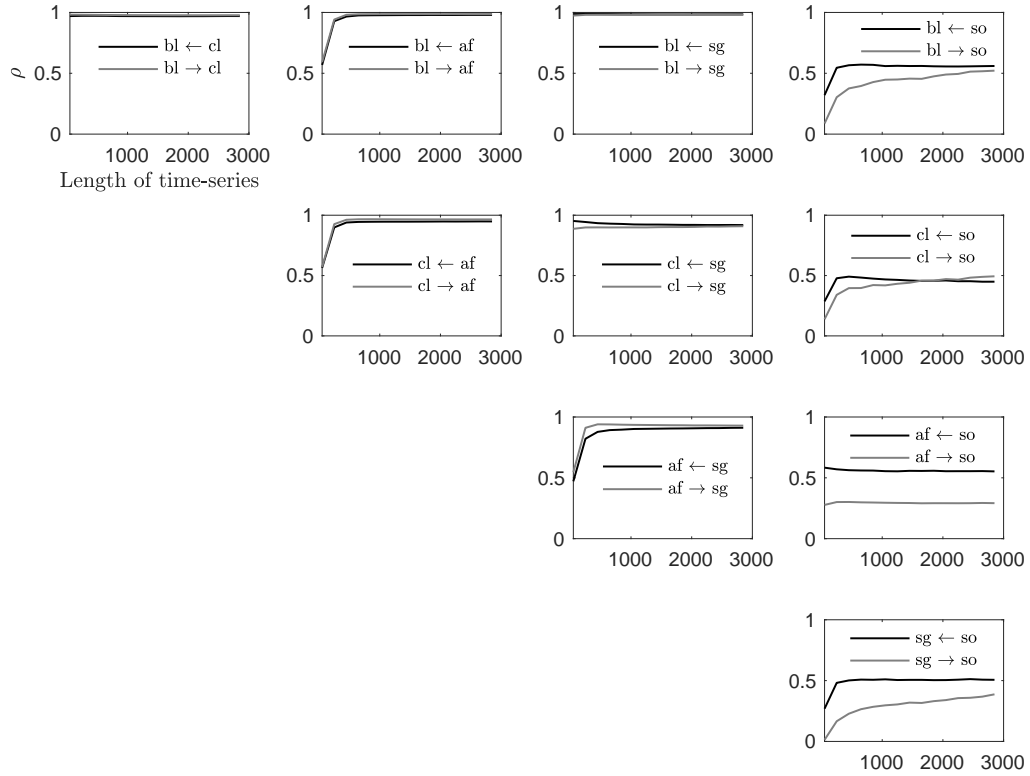 1
0.5
0
ρ
bl ← cl
bl → cl
1000 2000 3000
Length of time-series
1
0.5
0
bl ← af
bl → af
1000 2000 3000
1
0.5
0
bl ← sg
bl → sg
1000 2000 3000
1
0.5
0
bl ← so
bl → so
1000 2000 3000
1
0.5
0
cl ← af
cl → af
1000 2000 3000
1
0.5
0
cl ← sg
cl → sg
1000 2000 3000
1
0.5
0
cl ← so
cl → so
1000 2000 3000
1
0.5
0
af ← sg
af → sg
1000 2000 3000
1
0.5
0
af ← so
af → so
1000 2000 3000
1
0.5
0
sg ← so
sg → so
1000 2000 3000